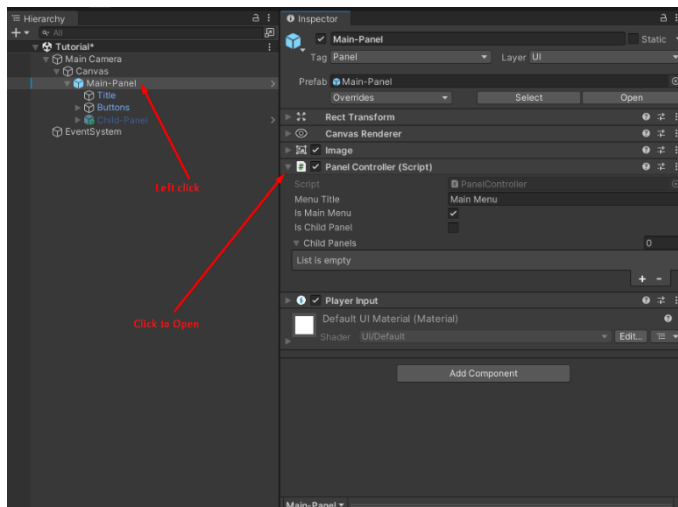 Hierarchy
All
Tutorial*
Main Camera
Canvas
Main-Panel
Title
Buttons
Child-Panel
EventSystem
Left click
Click to Open
Inspector
Main-Panel
Static
Tag Panel Layer UI
Prefab Main-Panel
Overrides Select Open
Rect Transform
Canvas Renderer
Image
Panel Controller (Script)
Script PanelController
Menu Title Main Menu
Is Main Menu
Is Child Panel
Child Panels 0
List is empty
+ -
Player Input
Default UI Material (Material)
Shader UI/Default Edit...
Add Component
Main-Panel